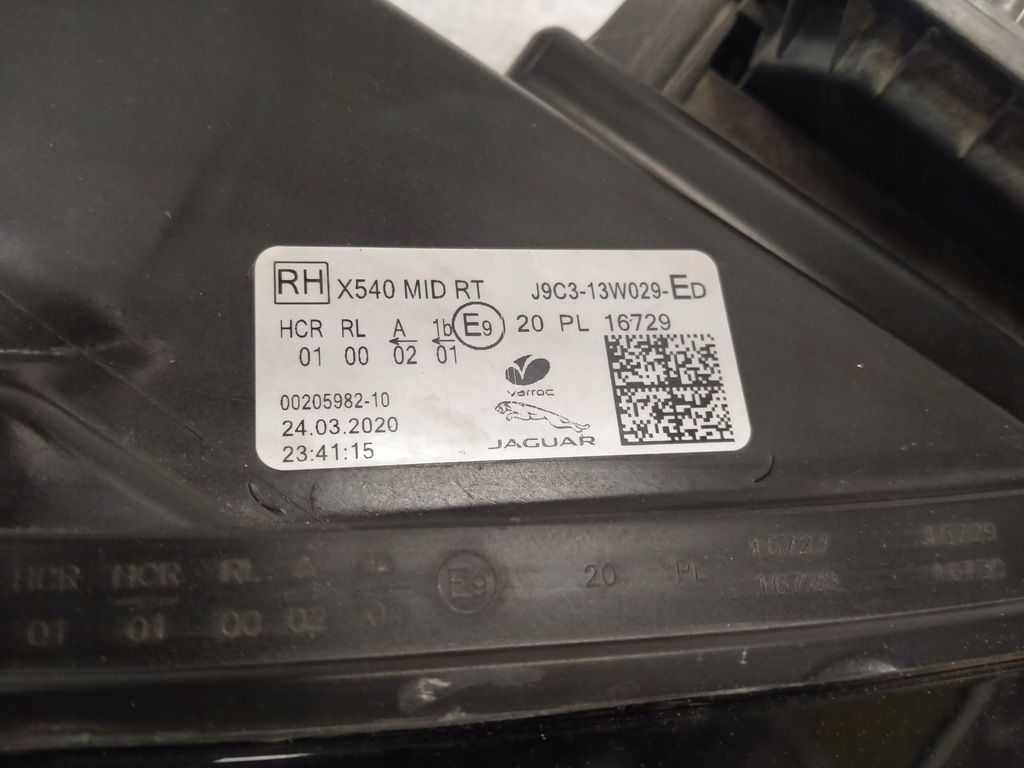 RH X540 MID RT J9C3-13W029-ED
HCR RL A 1b E9 20 PL 16729
01 00 02 01
varroc
00205982-10
JAGUAR
24.03.2020
23:41:15
HCR HCR RL A E9 20 PL 16727 16729
01 01 00 02 16728